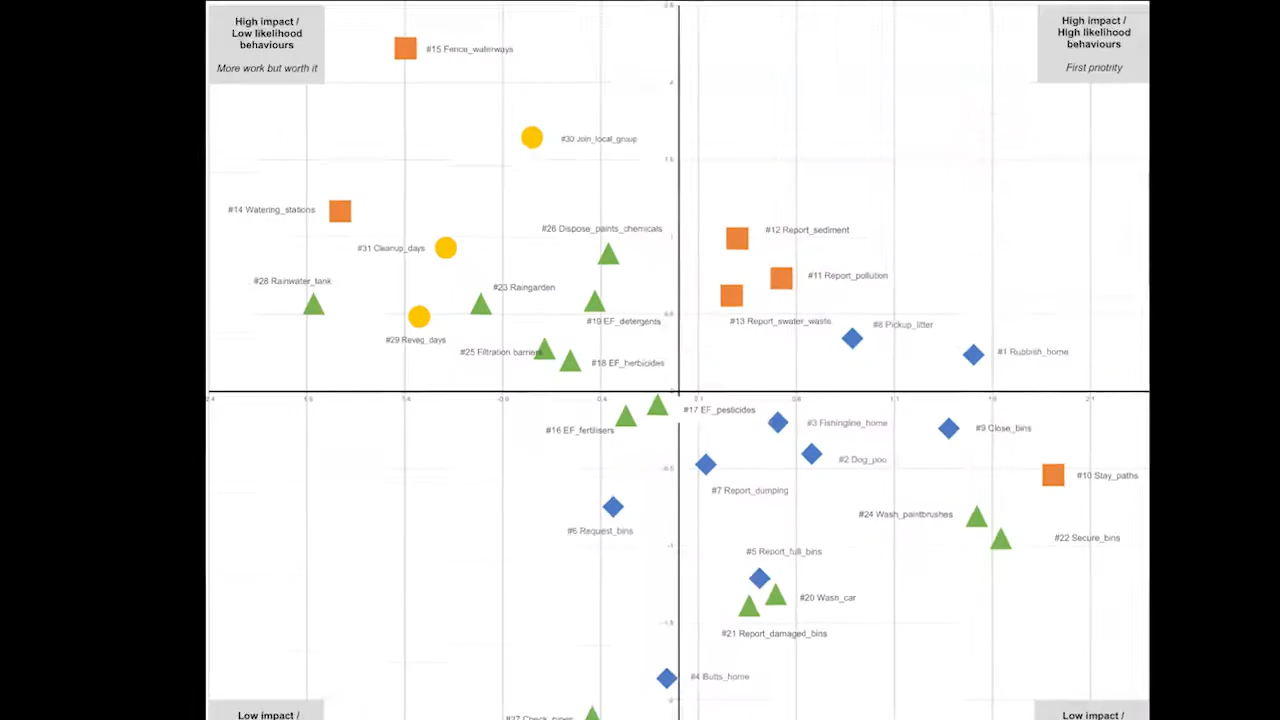 High impact /
Low likelihood
behaviours
More work but worth it
High impact /
High likelihood
behaviours
First priotrity
#15 Fence_waterways
#30 Join_local_group
#14 Watering_stations
#31 Cleanup_days
#26 Dispose_paints_chemicals
#12 Report_sediment
#28 Rainwater_tank
#23 Raingarden
#11 Report_pollution
#19 EF_detergents
#13 Report_swater_waste
#8 Pickup_litter
#29 Reveg_days
#25 Filtration barriers
#18 EF_herbicides
#1 Rubbish_home
#17 EF_pesticides
#16 EF_fertilisers
#3 Fishingline_home
#9 Close_bins
#2 Dog_poo
#10 Stay_paths
#7 Report_dumping
#24 Wash_paintbrushes
#6 Request_bins
#22 Secure_bins
#5 Report_full_bins
#20 Wash_car
#21 Report_damaged_bins
#4 Butts_home
Low impact /
Low impact /